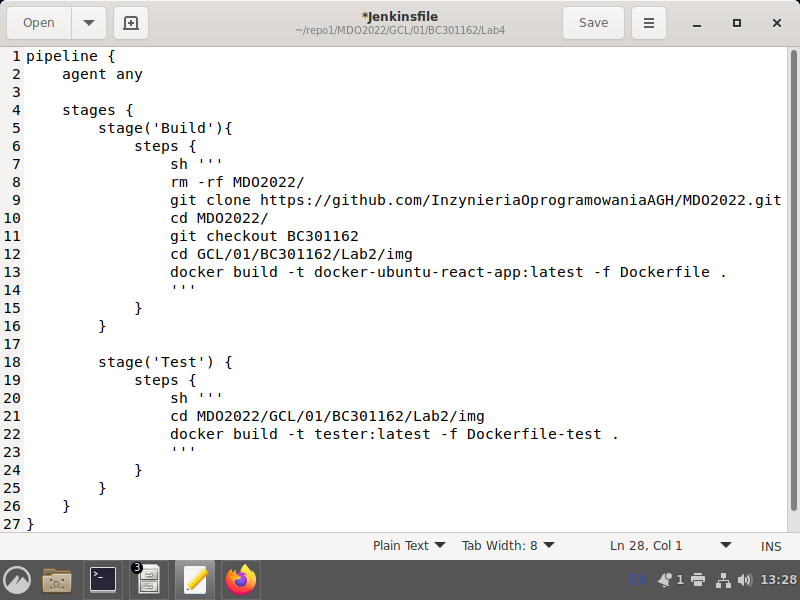 Open
*Jenkinsfile
~/repo1/MDO2022/GCL/01/BC301162/Lab4
Save
1 pipeline {
2     agent any
3
4     stages {
5         stage('Build'){
6             steps {
7                 sh '''
8                 rm -rf MDO2022/
9                 git clone https://github.com/InzynieriaOprogramowaniaAGH/MDO2022.git
10                 cd MDO2022/
11                 git checkout BC301162
12                 cd GCL/01/BC301162/Lab2/img
13                 docker build -t docker-ubuntu-react-app:latest -f Dockerfile .
14                 '''
15             }
16         }
17
18         stage('Test') {
19             steps {
20                 sh '''
21                 cd MDO2022/GCL/01/BC301162/Lab2/img
22                 docker build -t tester:latest -f Dockerfile-test .
23                 '''
24             }
25         }
26     }
27 }
Plain Text Tab Width: 8 Ln 28, Col 1 INS
3 1 13:28